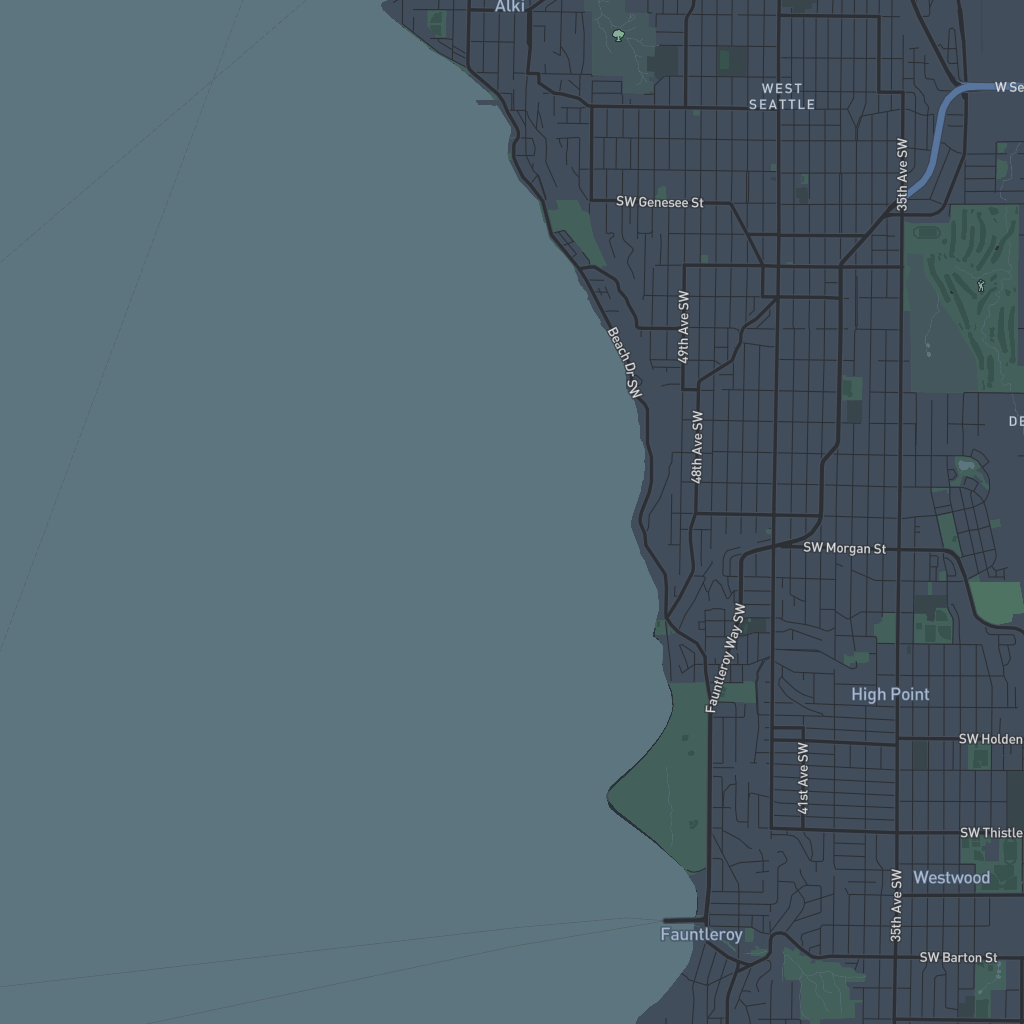 Alki
WEST
SEATTLE
W Se
35th Ave SW
SW Genesee St
49th Ave SW
Beach Dr SW
48th Ave SW
DE
SW Morgan St
Fauntleroy Way SW
High Point
SW Holden
41st Ave SW
SW Thistle
Westwood
35th Ave SW
Fauntleroy
SW Barton St